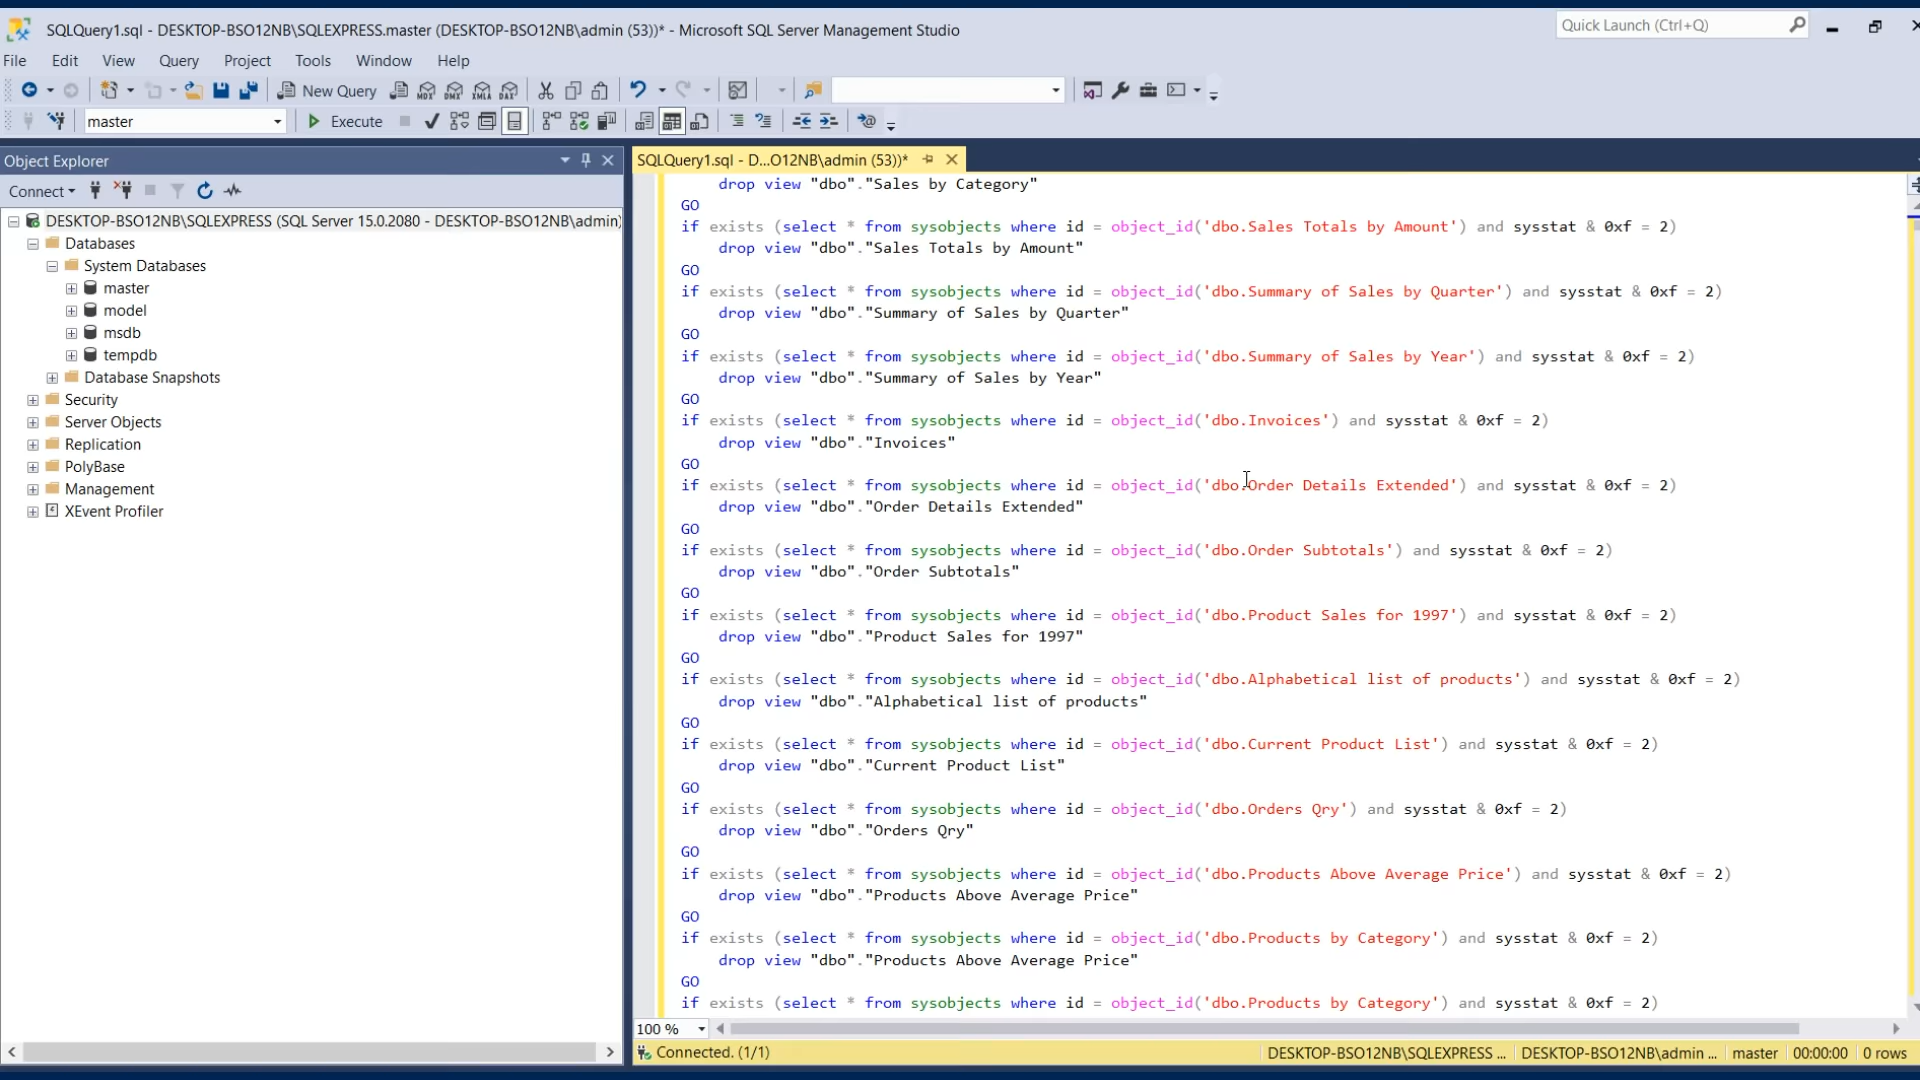 SQLQuery1.sql - DESKTOP-BSO12NB\SQLEXPRESS.master (DESKTOP-BSO12NB\admin (53))* - Microsoft SQL Server Management Studio
Quick Launch (Ctrl+Q)
File Edit View Query Project Tools Window Help
New Query MDX DMX XMLA DAX
master Execute
Object Explorer
SQLQuery1.sql - D...O12NB\admin (53))*
Connect
DESKTOP-BSO12NB\SQLEXPRESS (SQL Server 15.0.2080 - DESKTOP-BSO12NB\admin)
Databases
System Databases
master
model
msdb
tempdb
Database Snapshots
Security
Server Objects
Replication
PolyBase
Management
XEvent Profiler
drop view "dbo"."Sales by Category"
GO
if exists (select * from sysobjects where id = object_id('dbo.Sales Totals by Amount') and sysstat & 0xf = 2)
drop view "dbo"."Sales Totals by Amount"
GO
if exists (select * from sysobjects where id = object_id('dbo.Summary of Sales by Quarter') and sysstat & 0xf = 2)
drop view "dbo"."Summary of Sales by Quarter"
GO
if exists (select * from sysobjects where id = object_id('dbo.Summary of Sales by Year') and sysstat & 0xf = 2)
drop view "dbo"."Summary of Sales by Year"
GO
if exists (select * from sysobjects where id = object_id('dbo.Invoices') and sysstat & 0xf = 2)
drop view "dbo"."Invoices"
GO
if exists (select * from sysobjects where id = object_id('dbo.Order Details Extended') and sysstat & 0xf = 2)
drop view "dbo"."Order Details Extended"
GO
if exists (select * from sysobjects where id = object_id('dbo.Order Subtotals') and sysstat & 0xf = 2)
drop view "dbo"."Order Subtotals"
GO
if exists (select * from sysobjects where id = object_id('dbo.Product Sales for 1997') and sysstat & 0xf = 2)
drop view "dbo"."Product Sales for 1997"
GO
if exists (select * from sysobjects where id = object_id('dbo.Alphabetical list of products') and sysstat & 0xf = 2)
drop view "dbo"."Alphabetical list of products"
GO
if exists (select * from sysobjects where id = object_id('dbo.Current Product List') and sysstat & 0xf = 2)
drop view "dbo"."Current Product List"
GO
if exists (select * from sysobjects where id = object_id('dbo.Orders Qry') and sysstat & 0xf = 2)
drop view "dbo"."Orders Qry"
GO
if exists (select * from sysobjects where id = object_id('dbo.Products Above Average Price') and sysstat & 0xf = 2)
drop view "dbo"."Products Above Average Price"
GO
if exists (select * from sysobjects where id = object_id('dbo.Products by Category') and sysstat & 0xf = 2)
drop view "dbo"."Products Above Average Price"
GO
if exists (select * from sysobjects where id = object_id('dbo.Products by Category') and sysstat & 0xf = 2)
100 %
Connected. (1/1) DESKTOP-BSO12NB\SQLEXPRESS ... DESKTOP-BSO12NB\admin ... master 00:00:00 0 rows